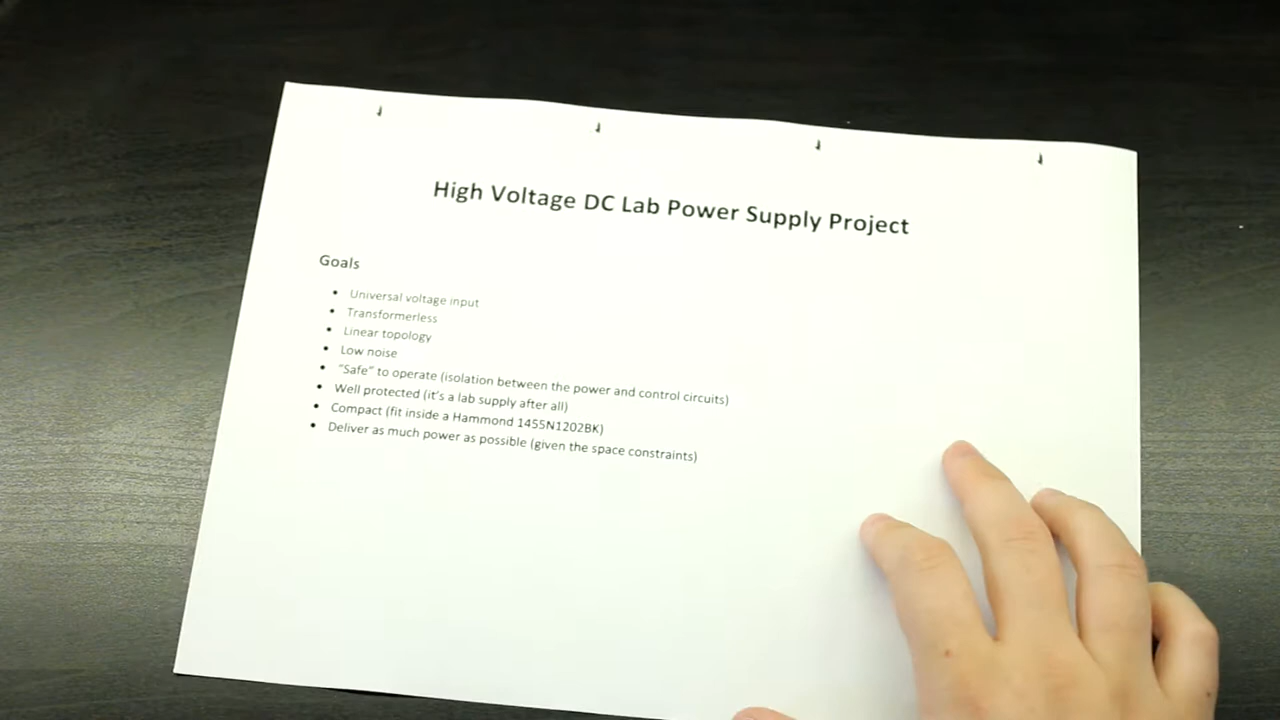 High Voltage DC Lab Power Supply Project
Goals
• Universal voltage input
• Transformerless
• Linear topology
• Low noise
• “Safe” to operate (isolation between the power and control circuits)
• Well protected (it’s a lab supply after all)
• Compact (fit inside a Hammond 1455N1202BK)
• Deliver as much power as possible (given the space constraints)